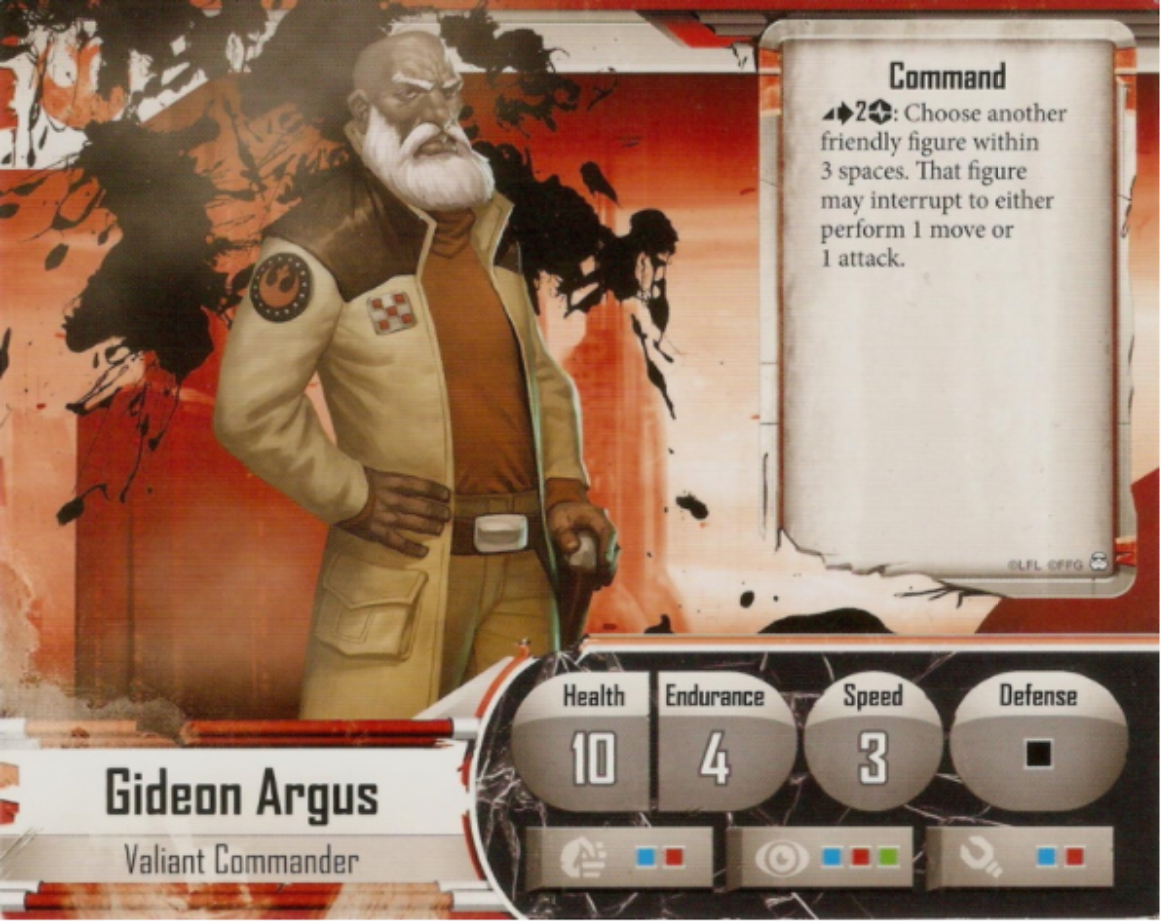 Command
2: Choose another
friendly figure within
3 spaces. That figure
may interrupt to either
perform 1 move or
1 attack.
©LFL ©FFG
Health
Endurance
Speed
Defense
10
4
3
Gideon Argus
Valiant Commander